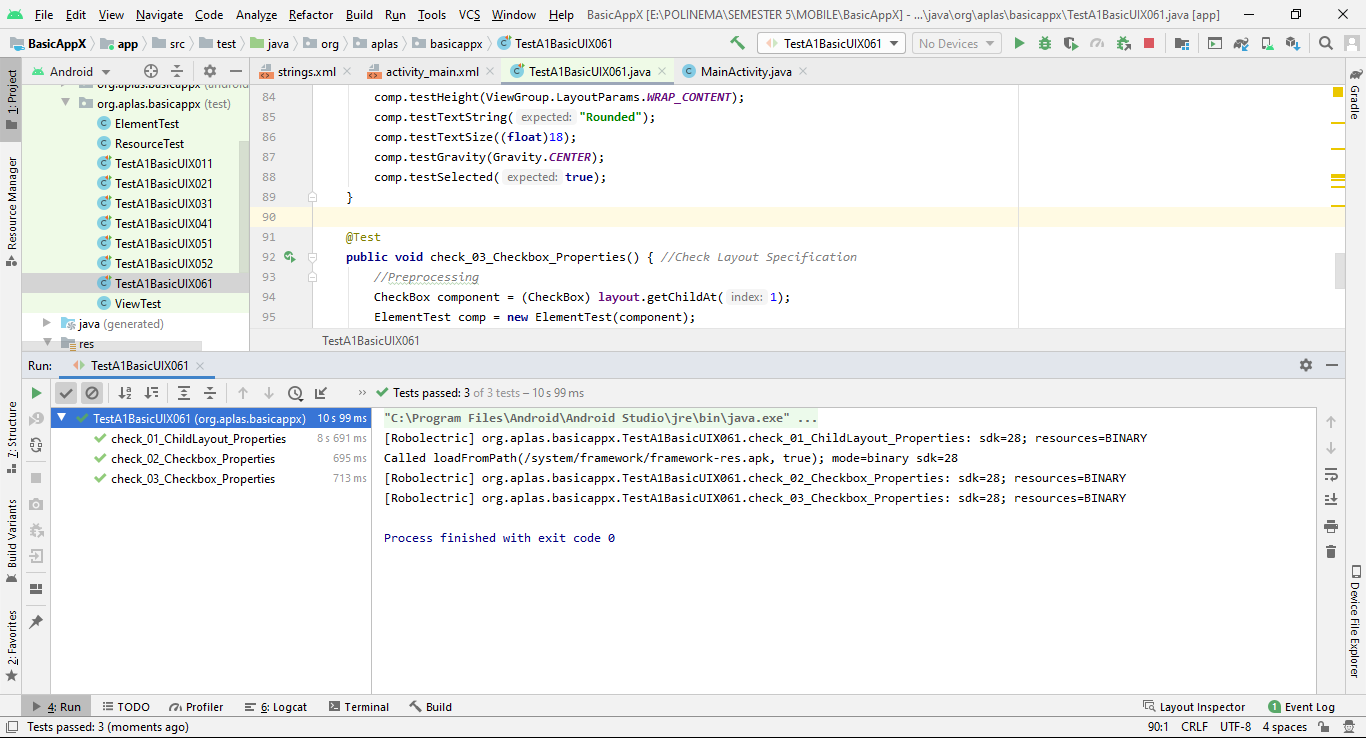 File Edit View Navigate Code Analyze Refactor Build Run Tools VCS Window Help BasicAppX [E:\POLINEMA\SEMESTER 5\MOBILE\BasicAppX] - ...\java\org\aplas\basicappx\TestA1BasicUIX061.java [app]
BasicAppX app src test java org aplas basicappx TestA1BasicUIX061 TestA1BasicUIX061 No Devices
Android strings.xml activity_main.xml TestA1BasicUIX061.java MainActivity.java
1: Project
Resource Manager
7: Structure
Build Variants
2: Favorites
org.aplas.basicappx (android
org.aplas.basicappx (test)
ElementTest
ResourceTest
TestA1BasicUIX011
TestA1BasicUIX021
TestA1BasicUIX031
TestA1BasicUIX041
TestA1BasicUIX051
TestA1BasicUIX052
TestA1BasicUIX061
ViewTest
java (generated)
res
84 comp.testHeight(ViewGroup.LayoutParams.WRAP_CONTENT);
85 comp.testTextString( expected: "Rounded");
86 comp.testTextSize((float)18);
87 comp.testGravity(Gravity.CENTER);
88 comp.testSelected( expected: true);
89 }
90
91 @Test
92 public void check_03_Checkbox_Properties() { //Check Layout Specification
93 //Preprocessing
94 CheckBox component = (CheckBox) layout.getChildAt( index: 1);
95 ElementTest comp = new ElementTest(component);
TestA1BasicUIX061
Gradle
Device File Explorer
Run: TestA1BasicUIX061
» Tests passed: 3 of 3 tests – 10 s 99 ms
TestA1BasicUIX061 (org.aplas.basicappx) 10 s 99 ms
check_01_ChildLayout_Properties 8 s 691 ms
check_02_Checkbox_Properties 695 ms
check_03_Checkbox_Properties 713 ms
"C:\Program Files\Android\Android Studio\jre\bin\java.exe" ...
[Robolectric] org.aplas.basicappx.TestA1BasicUIX061.check_01_ChildLayout_Properties: sdk=28; resources=BINARY
Called loadFromPath(/system/framework/framework-res.apk, true); mode=binary sdk=28
[Robolectric] org.aplas.basicappx.TestA1BasicUIX061.check_02_Checkbox_Properties: sdk=28; resources=BINARY
[Robolectric] org.aplas.basicappx.TestA1BasicUIX061.check_03_Checkbox_Properties: sdk=28; resources=BINARY
Process finished with exit code 0
4: Run TODO Profiler 6: Logcat Terminal Build Layout Inspector 1 Event Log
Tests passed: 3 (moments ago) 90:1 CRLF UTF-8 4 spaces